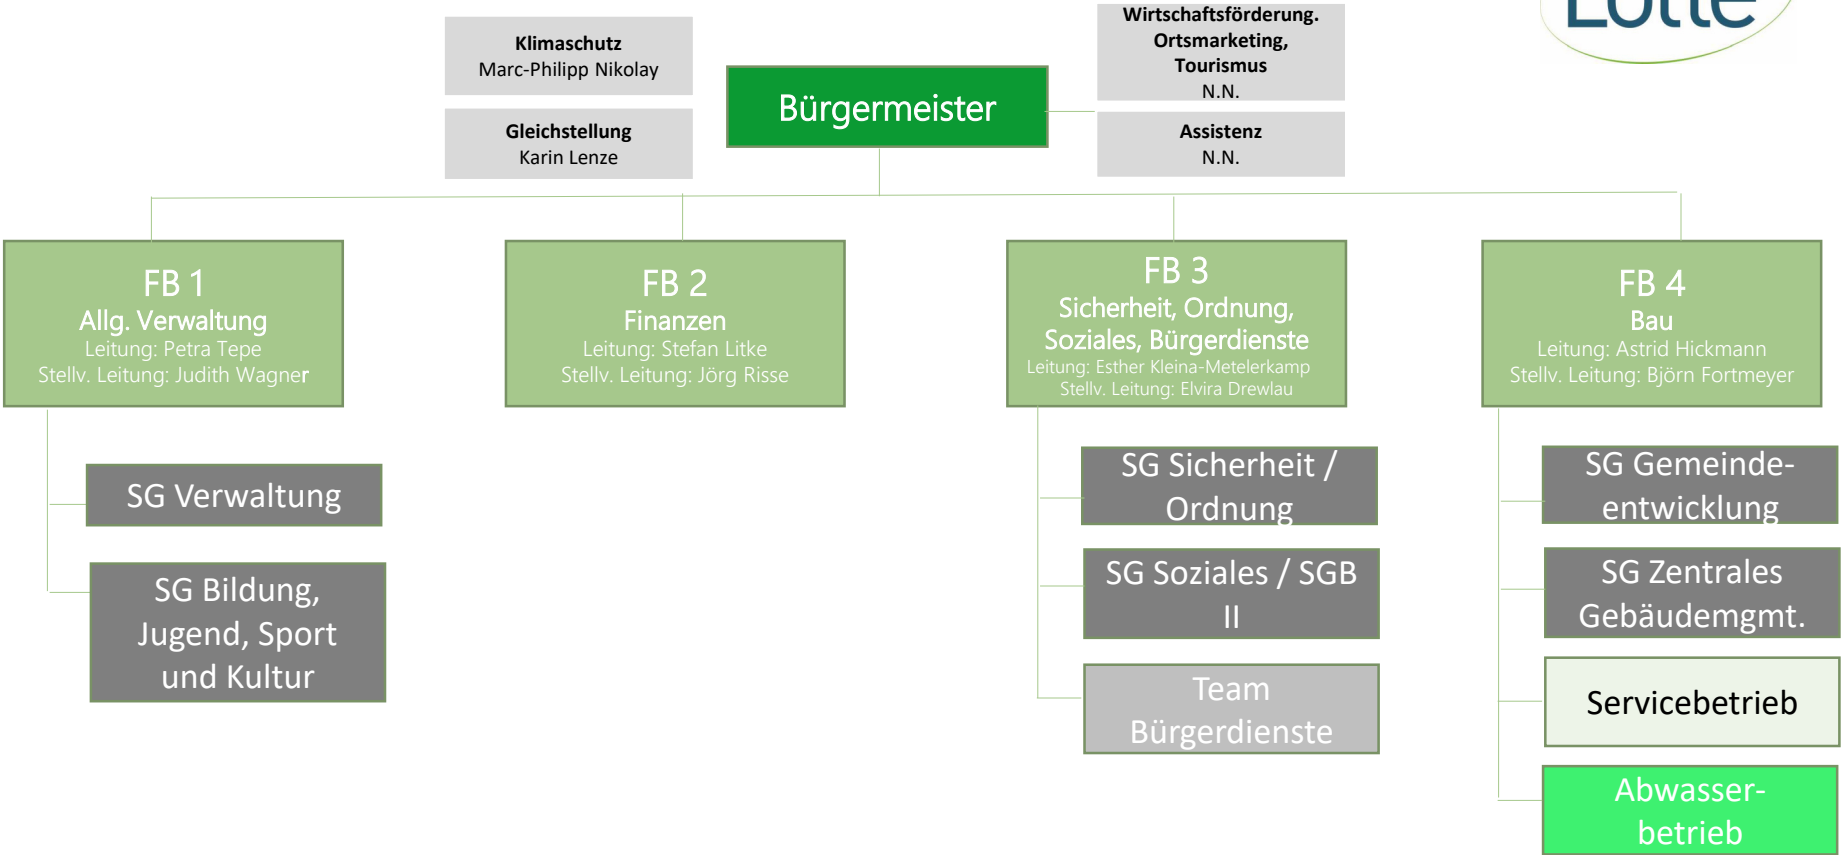 Lotte
Klimaschutz
Marc-Philipp Nikolay
Gleichstellung
Karin Lenze
Bürgermeister
Wirtschaftsförderung.
Ortsmarketing,
Tourismus
N.N.
Assistenz
N.N.
FB 1
Allg. Verwaltung
Leitung: Petra Tepe
Stellv. Leitung: Judith Wagner
FB 2
Finanzen
Leitung: Stefan Litke
Stellv. Leitung: Jörg Risse
FB 3
Sicherheit, Ordnung,
Soziales, Bürgerdienste
Leitung: Esther Kleina-Metelerkamp
Stellv. Leitung: Elvira Drewlau
FB 4
Bau
Leitung: Astrid Hickmann
Stellv. Leitung: Björn Fortmeyer
SG Verwaltung
SG Bildung,
Jugend, Sport
und Kultur
SG Sicherheit /
Ordnung
SG Soziales / SGB
II
Team
Bürgerdienste
SG Gemeinde-
entwicklung
SG Zentrales
Gebäudemgmt.
Servicebetrieb
Abwasser-
betrieb